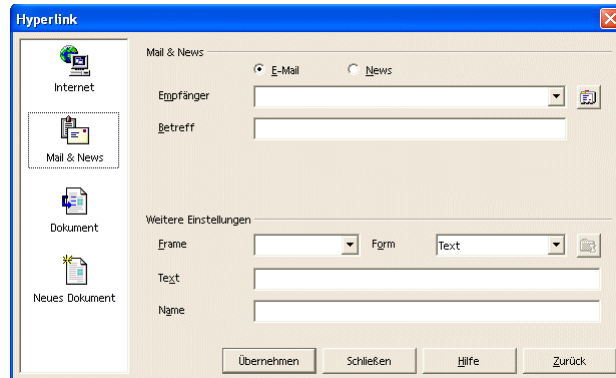 Hyperlink
Internet
Mail & News
Dokument
Neues Dokument
Mail & News
E-Mail News
Empfänger
Betreff
Weitere Einstellungen
Frame Form Text
Text
Name
Übernehmen Schließen Hilfe Zurück